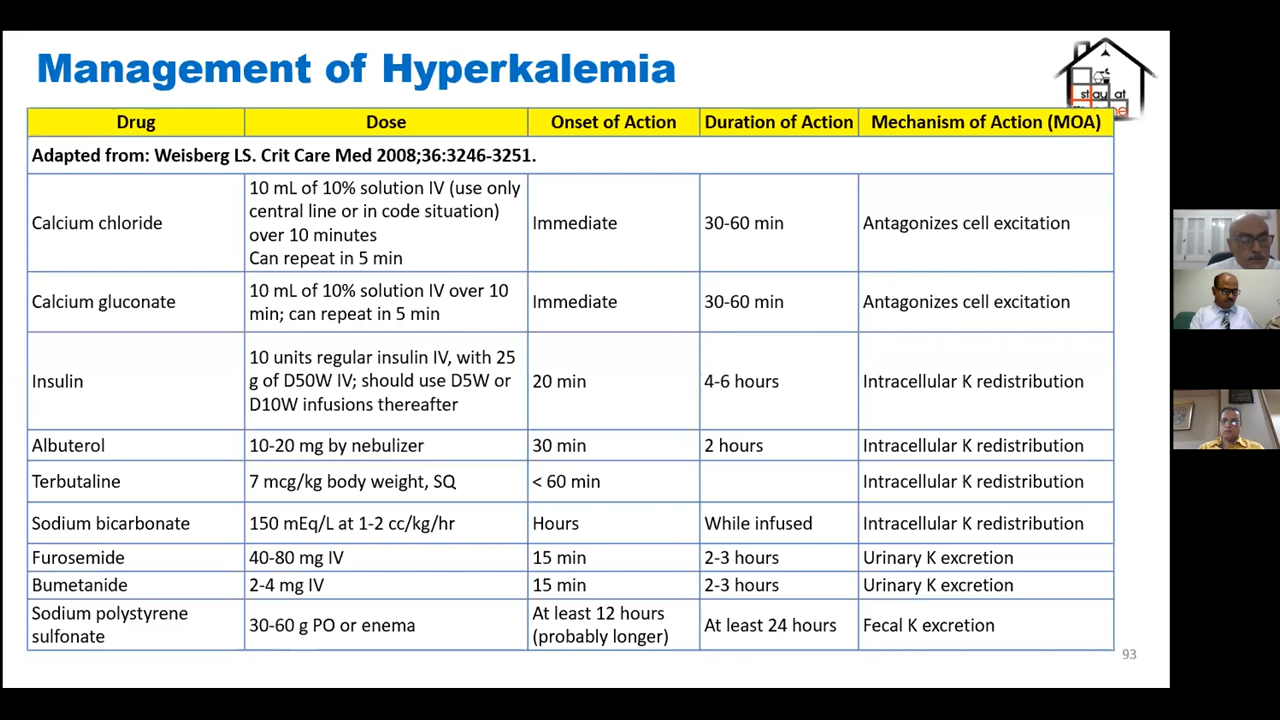 Management of Hyperkalemia
stay at
Drug Dose Onset of Action Duration of Action Mechanism of Action (MOA)
Adapted from: Weisberg LS. Crit Care Med 2008;36:3246-3251.
Calcium chloride
10 mL of 10% solution IV (use only
central line or in code situation)
over 10 minutes
Can repeat in 5 min
Immediate
30-60 min
Antagonizes cell excitation
Calcium gluconate
10 mL of 10% solution IV over 10
min; can repeat in 5 min
Immediate
30-60 min
Antagonizes cell excitation
Insulin
10 units regular insulin IV, with 25
g of D50W IV; should use D5W or
D10W infusions thereafter
20 min
4-6 hours
Intracellular K redistribution
Albuterol
10-20 mg by nebulizer
30 min
2 hours
Intracellular K redistribution
Terbutaline
7 mcg/kg body weight, SQ
< 60 min
Intracellular K redistribution
Sodium bicarbonate
150 mEq/L at 1-2 cc/kg/hr
Hours
While infused
Intracellular K redistribution
Furosemide
40-80 mg IV
15 min
2-3 hours
Urinary K excretion
Bumetanide
2-4 mg IV
15 min
2-3 hours
Urinary K excretion
Sodium polystyrene
sulfonate
30-60 g PO or enema
At least 12 hours
(probably longer)
At least 24 hours
Fecal K excretion
93